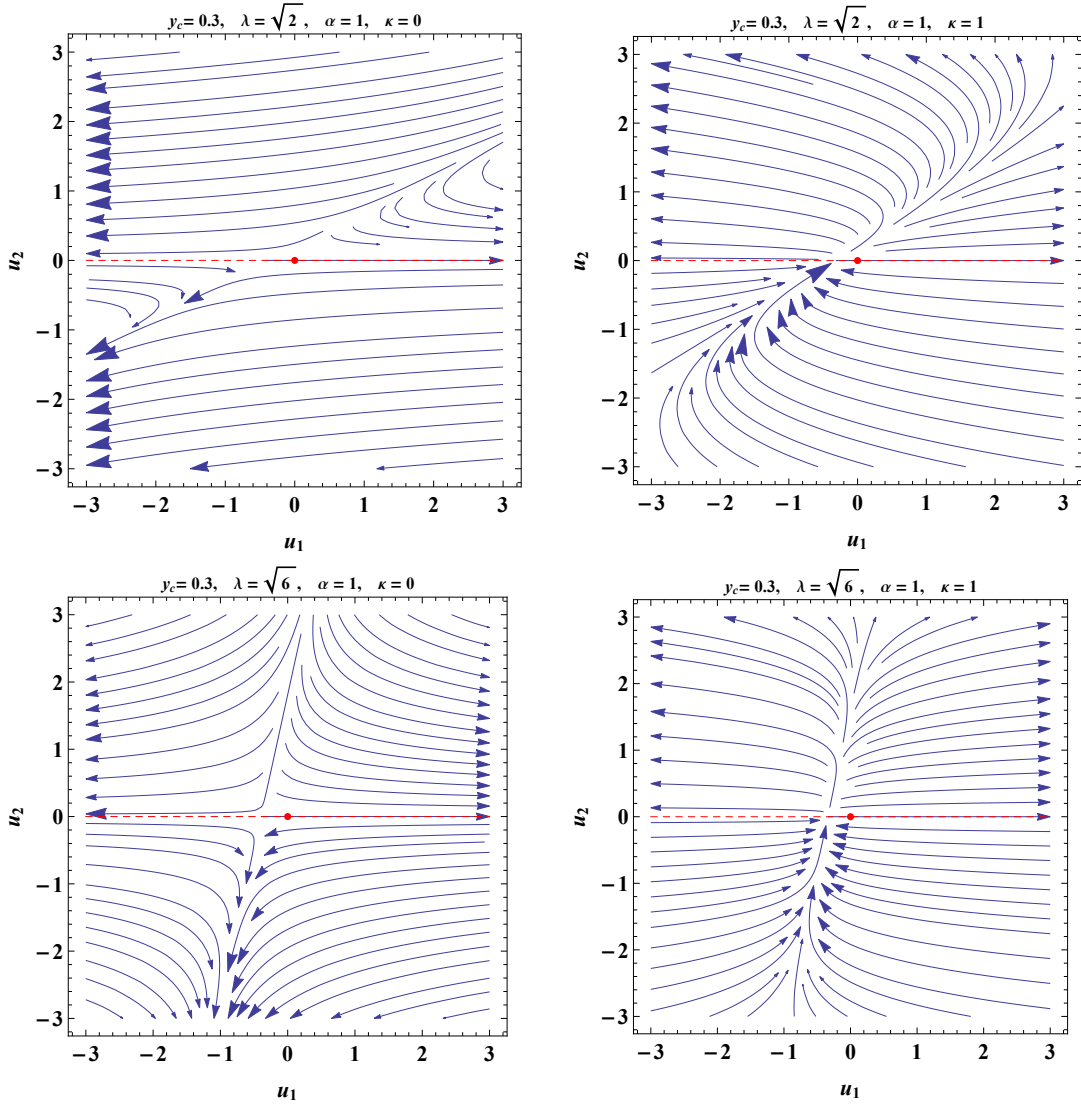 y_c = 0.3, λ = √2, α = 1, κ = 0
3
2
1
0
−1
−2
−3
u_2
−3 −2 −1 0 1 2 3
u_1
y_c = 0.3, λ = √2, α = 1, κ = 1
3
2
1
0
−1
−2
−3
u_2
−3 −2 −1 0 1 2 3
u_1
y_c = 0.3, λ = √6, α = 1, κ = 0
3
2
1
0
−1
−2
−3
u_2
−3 −2 −1 0 1 2 3
u_1
y_c = 0.3, λ = √6, α = 1, κ = 1
3
2
1
0
−1
−2
−3
u_2
−3 −2 −1 0 1 2 3
u_1